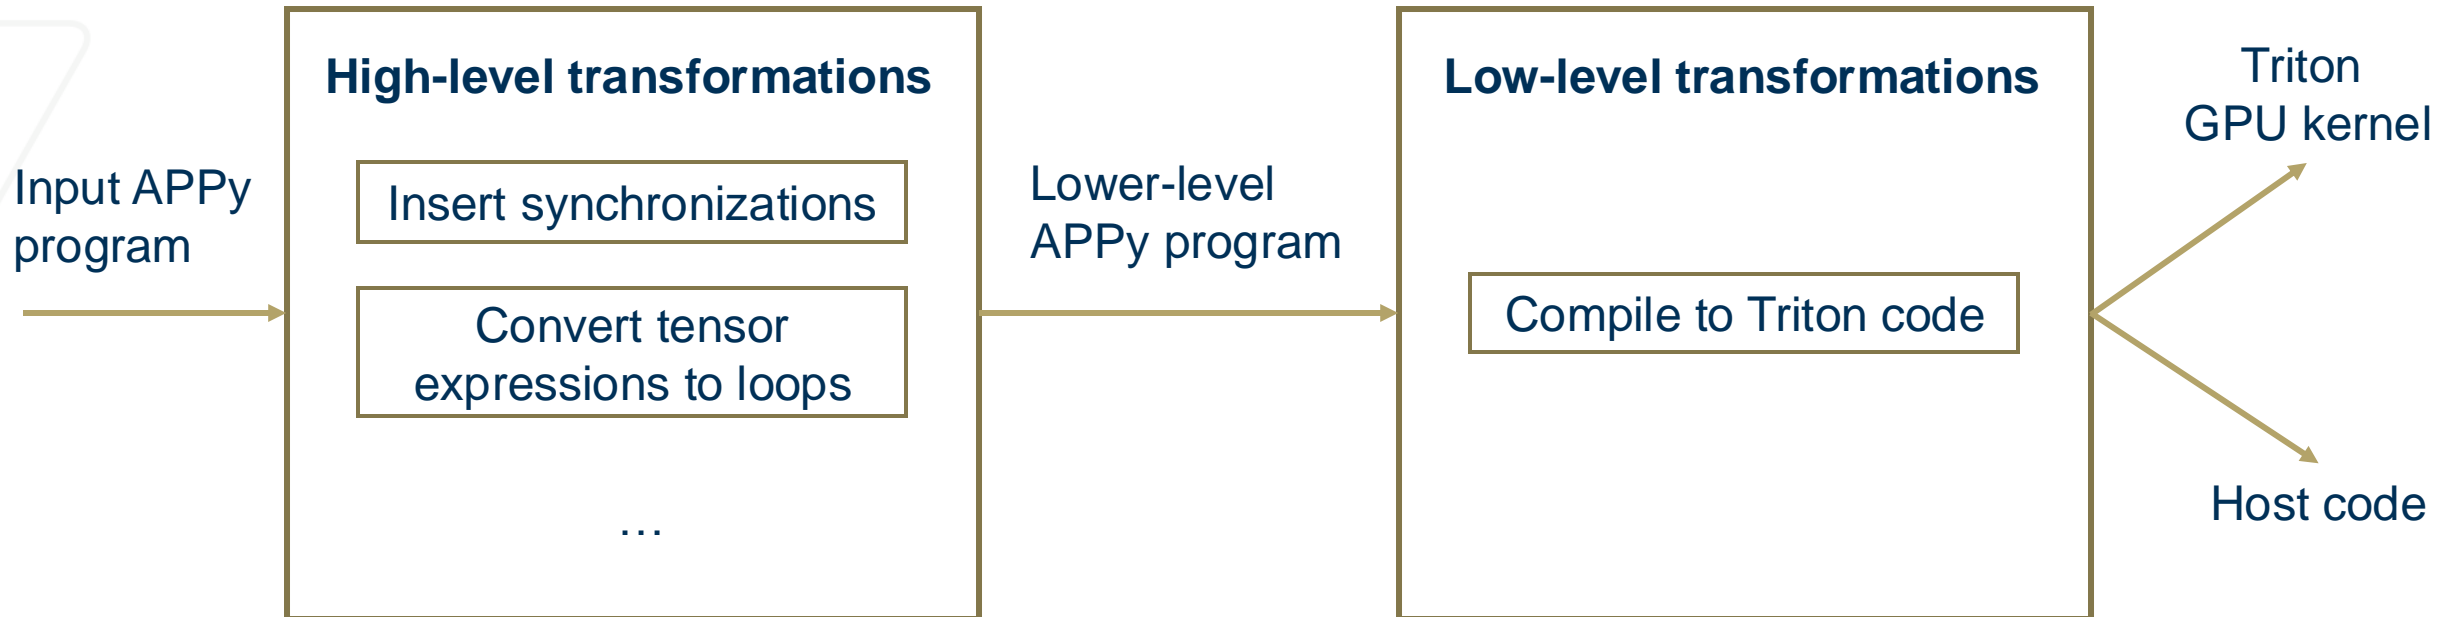 Input APPy
program
High-level transformations
Insert synchronizations
Convert tensor
expressions to loops
…
Lower-level
APPy program
Low-level transformations
Compile to Triton code
Triton
GPU kernel
Host code